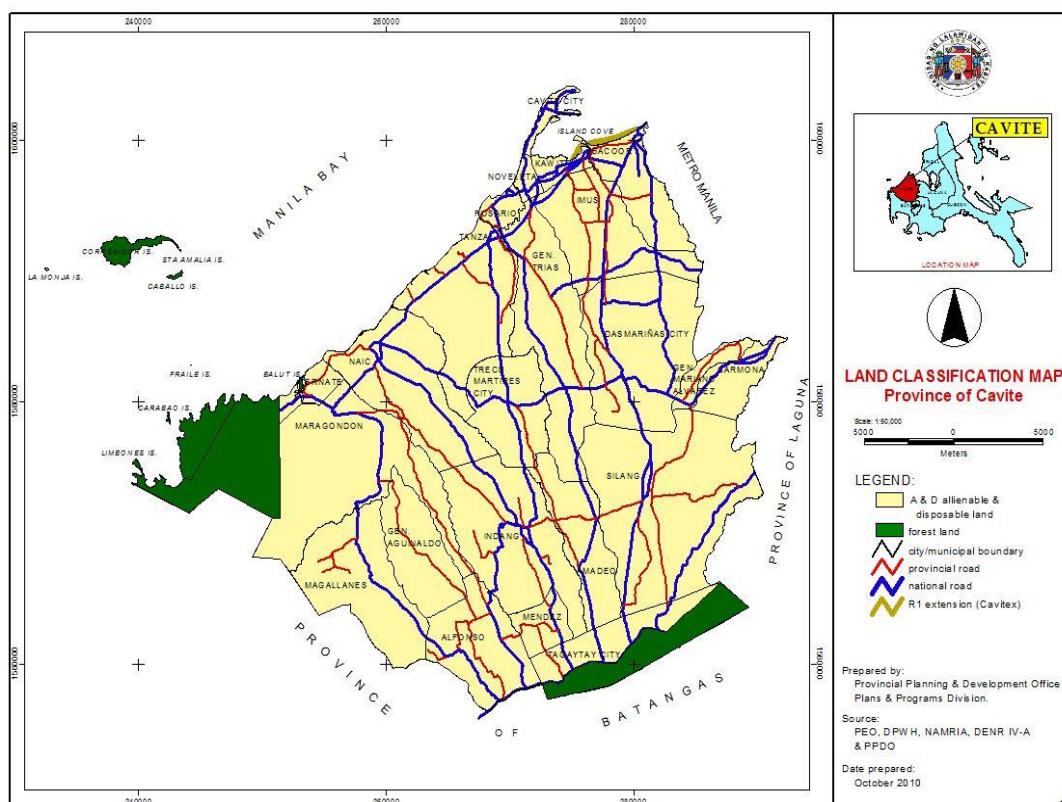 240000
260000
280000
1600000
1600000
CAVITE CITY
ISLAND COVE
BACOOR
KAWIT
NOVELETA
METRO MANILA
MANILA BAY
IMUS
ROSARIO
TANZA
GEN.
TRIAS
CORREGIDOR IS.
STA AMALIA IS.
LA MONJA IS.
CABALLO IS.
DASMARIÑAS CITY
NAIC
TRECE
MARTIRES
CITY
GEN.
MARIANO
ALVAREZ
CARMONA
FRAILE IS.
BALUT IS.
TERNATE
CARABAO IS.
MARAGONDON
LIMBONES IS.
SILANG
PROVINCE OF LAGUNA
GEN.
AGUINALDO
INDANG
AMADEO
MAGALLANES
MENDEZ
ALFONSO
TAGAYTAY CITY
PROVINCE
OF
BATANGAS
240000
260000
280000
CAVITE
LOCATION MAP
LAND CLASSIFICATION MAP
Province of Cavite
Scale: 1:50,000
5000 0 5000
Meters
LEGEND:
A & D allienable &
disposable land
forest land
city/municipal boundary
provincial road
national road
R1 extension (Cavitex)
Prepared by:
Provincial Planning & Development Office
Plans & Programs Division.
Source:
PEO, DPWH, NAMRIA, DENR IV-A
& PPDO
Date prepared:
October 2010